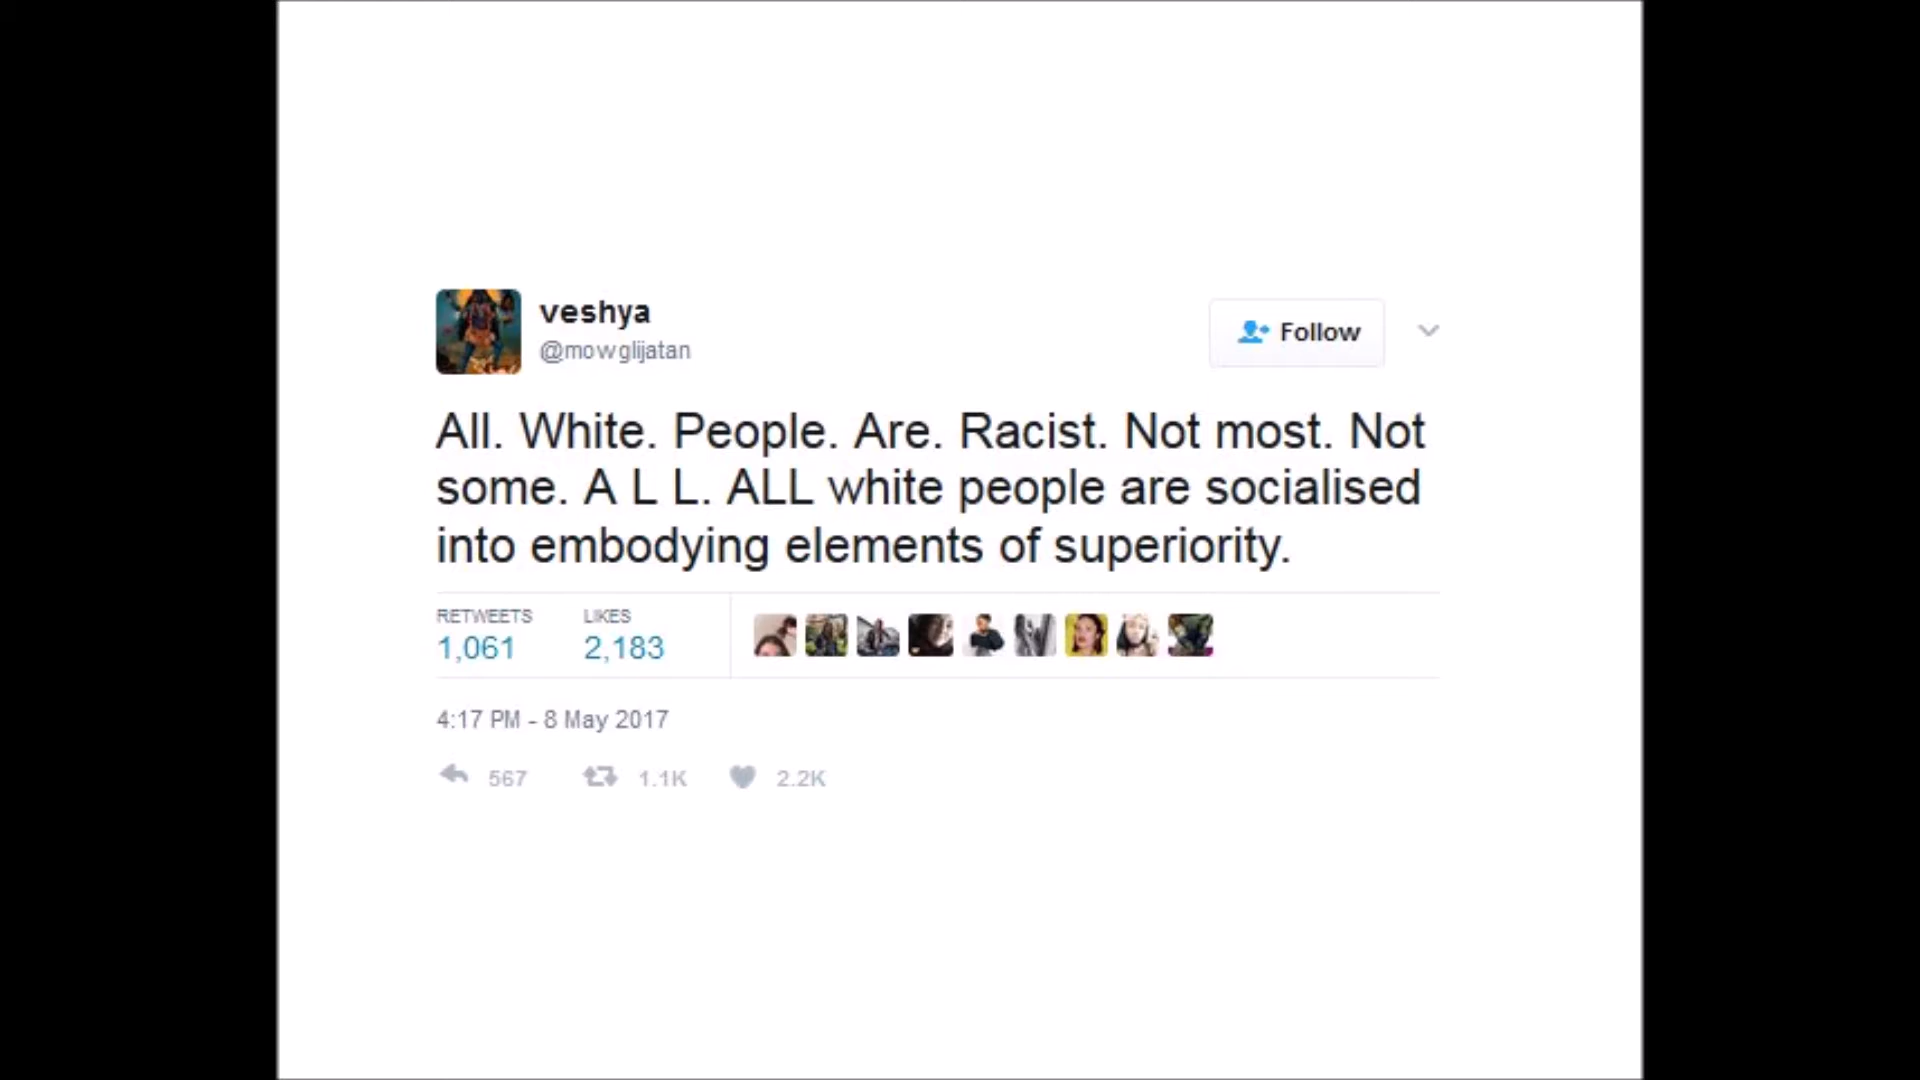 veshya
@mowglijatan
Follow
All. White. People. Are. Racist. Not most. Not
some. A L L. ALL white people are socialised
into embodying elements of superiority.
RETWEETS LIKES
1,061 2,183
4:17 PM - 8 May 2017
567 1.1K 2.2K